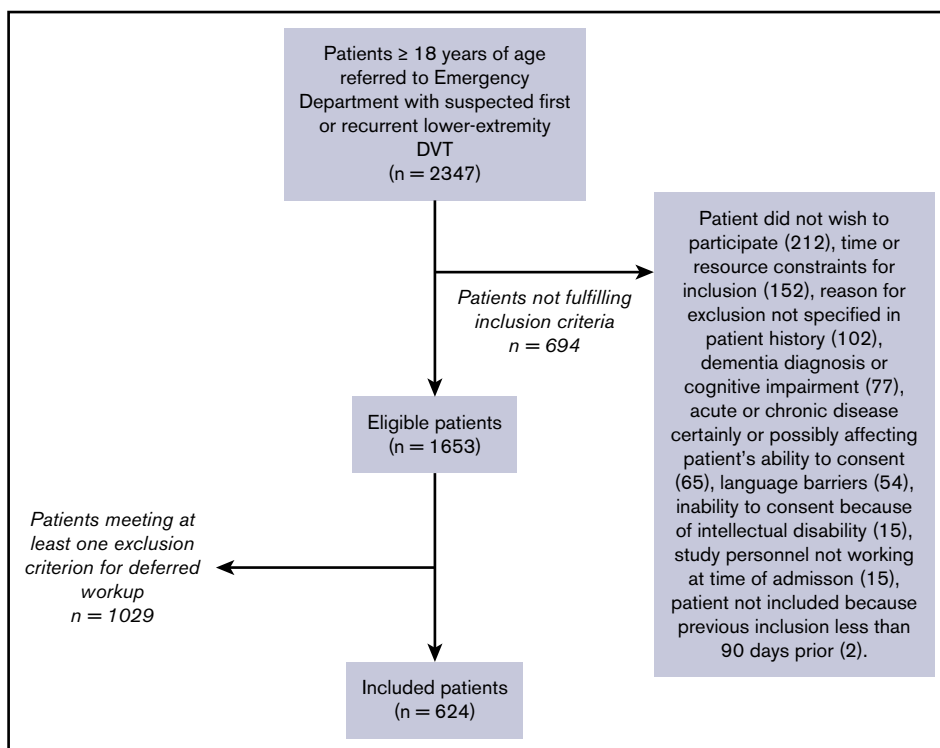 Patients ≥ 18 years of age
referred to Emergency
Department with suspected first
or recurrent lower-extremity
DVT
(n = 2347)
Patients not fulfilling
inclusion criteria
n = 694
Patient did not wish to
participate (212), time or
resource constraints for
inclusion (152), reason for
exclusion not specified in
patient history (102),
dementia diagnosis or
cognitive impairment (77),
acute or chronic disease
certainly or possibly affecting
patient's ability to consent
(65), language barriers (54),
inability to consent because
of intellectual disability (15),
study personnel not working
at time of admisson (15),
patient not included because
previous inclusion less than
90 days prior (2).
Eligible patients
(n = 1653)
Patients meeting at
least one exclusion
criterion for deferred
workup
n = 1029
Included patients
(n = 624)